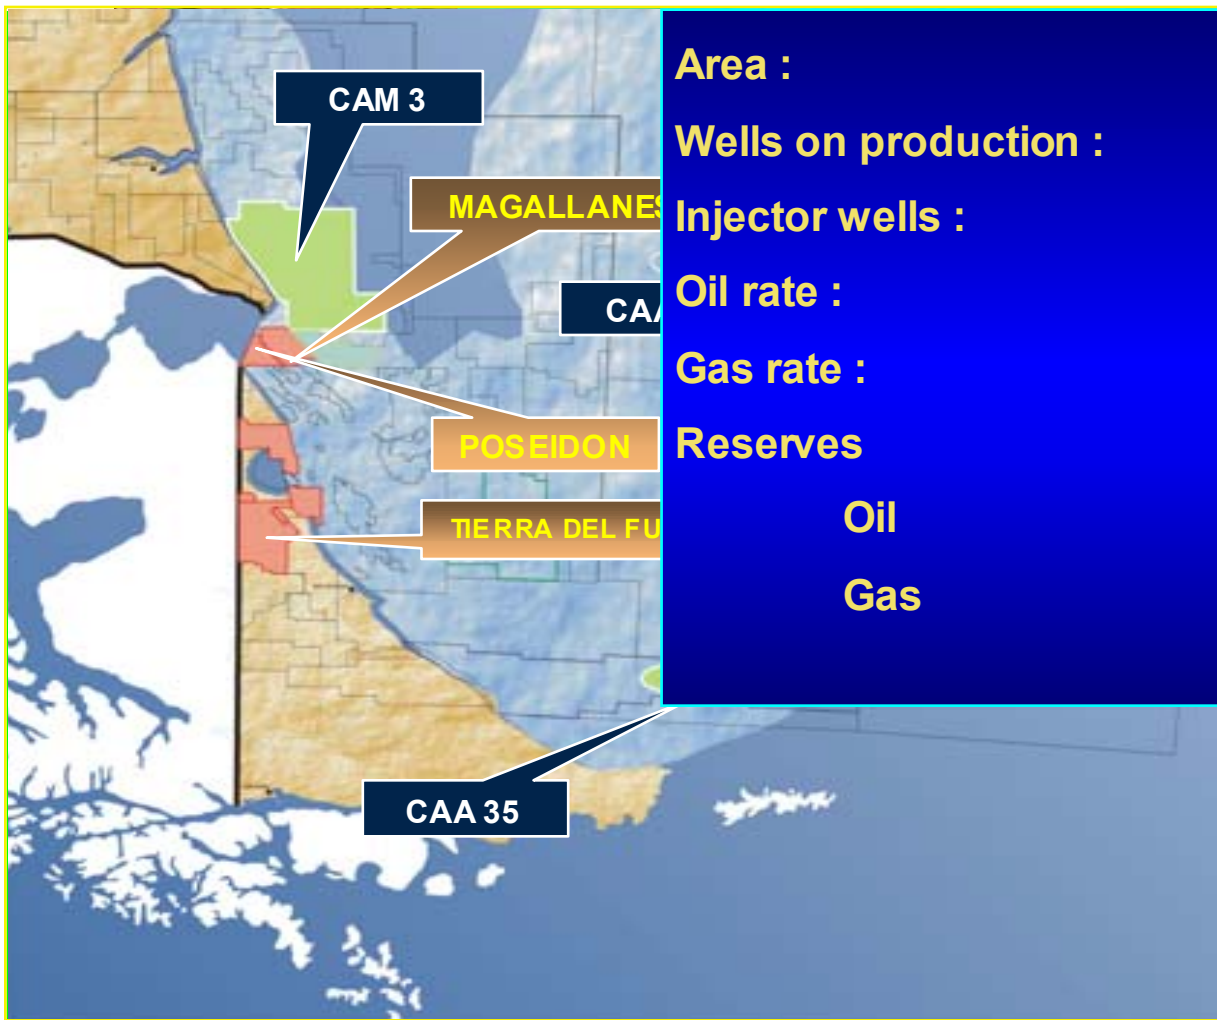 CAM 3
MAGALLANES
CAA
POSEIDON
TIERRA DEL FU
CAA 35
Area :
Wells on production :
Injector wells :
Oil rate :
Gas rate :
Reserves
Oil
Gas